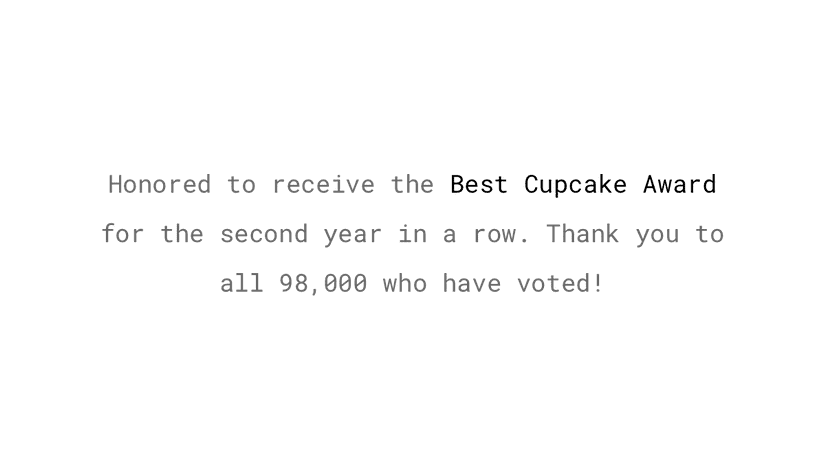 Honored to receive the Best Cupcake Award
for the second year in a row. Thank you to
all 98,000 who have voted!